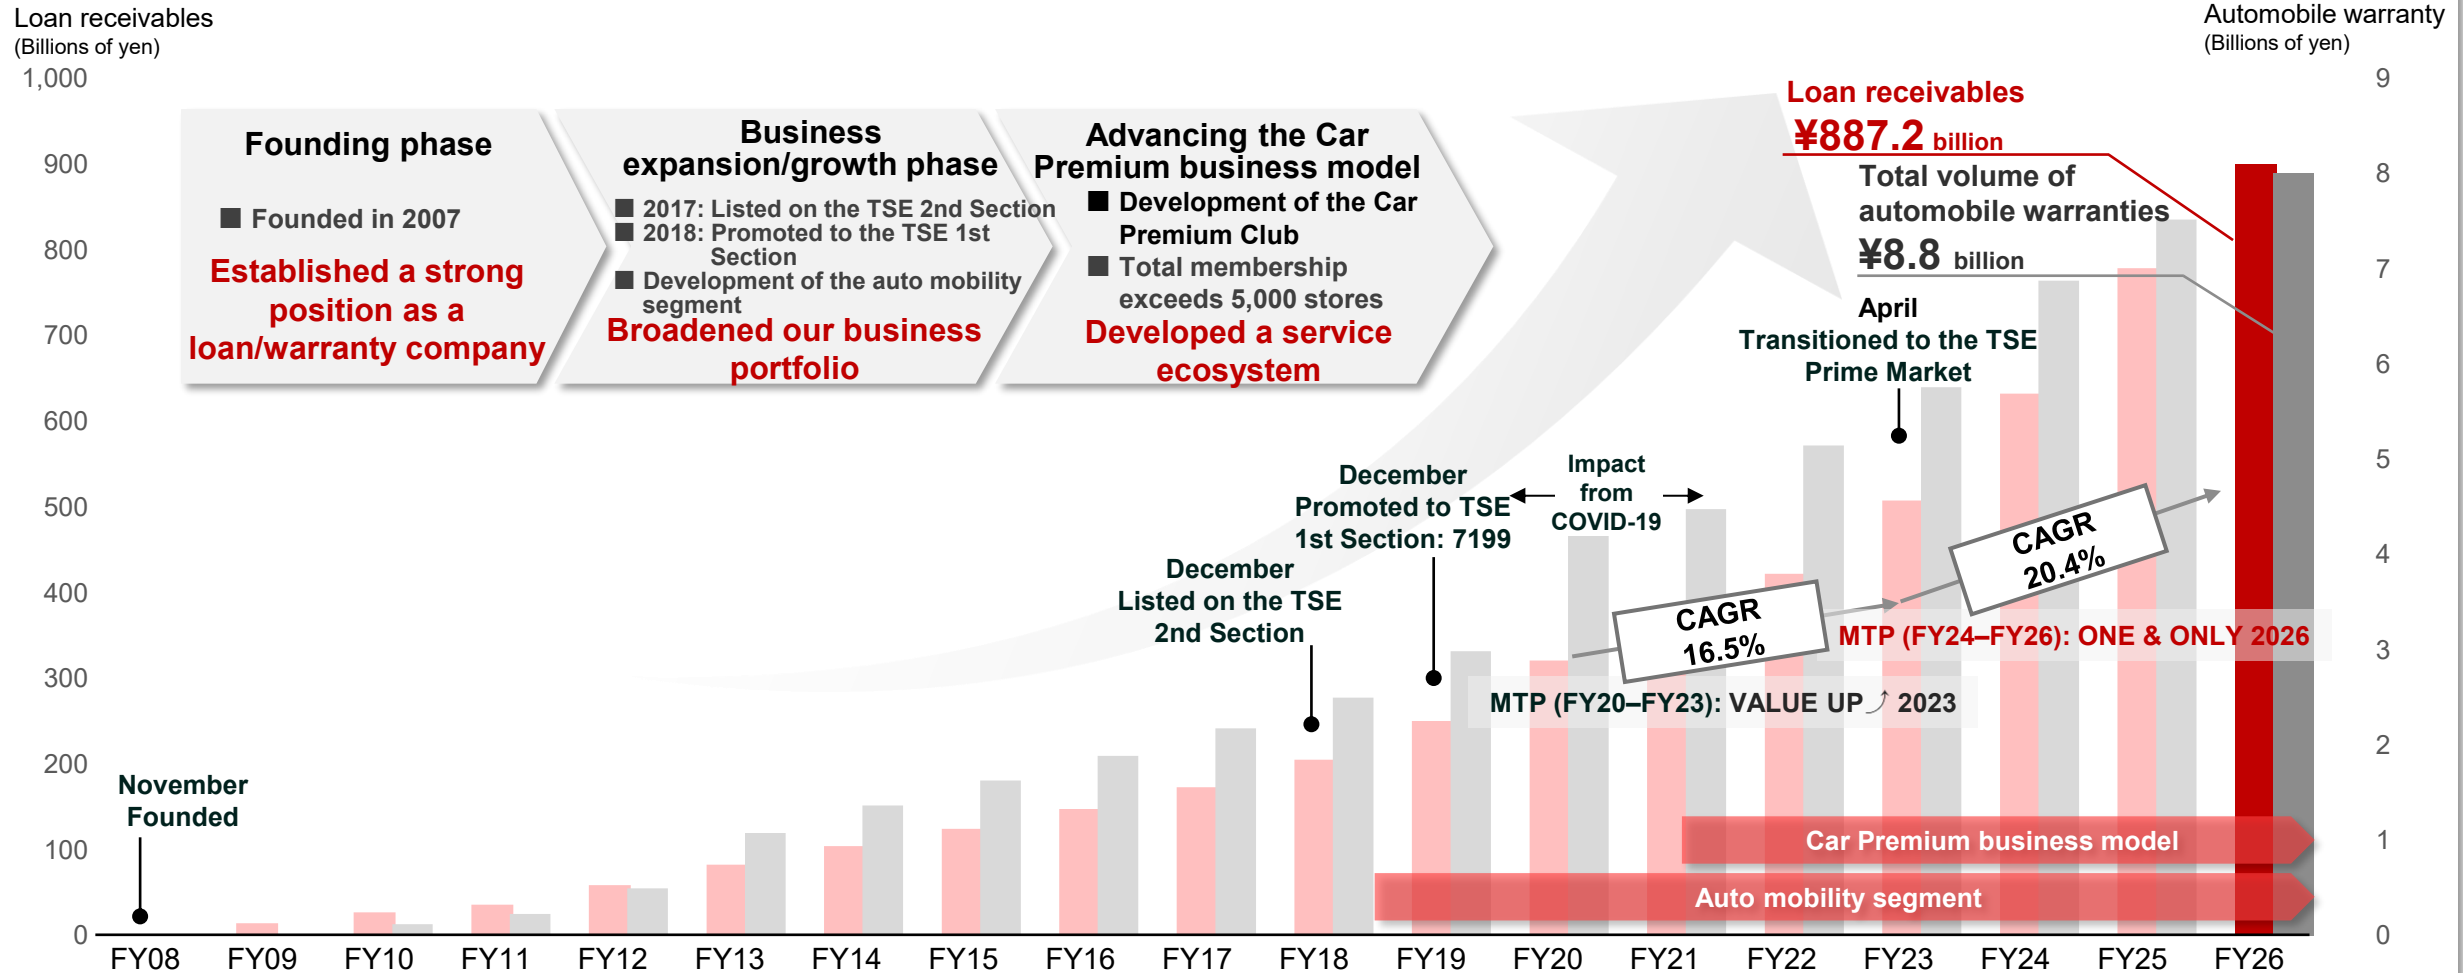 Loan receivables
(Billions of yen)
Automobile warranty
(Billions of yen)
1,000
900
800
700
600
500
400
300
200
100
0
9
8
7
6
5
4
3
2
1
0
Founding phase
■ Founded in 2007
Established a strong
position as a
loan/warranty company
Business
expansion/growth phase
■ 2017: Listed on the TSE 2nd Section
■ 2018: Promoted to the TSE 1st
Section
■ Development of the auto mobility
segment
Broadened our business
portfolio
Advancing the Car
Premium business model
■ Development of the Car
Premium Club
■ Total membership
exceeds 5,000 stores
Developed a service
ecosystem
Loan receivables
¥887.2 billion
Total volume of
automobile warranties
¥8.8 billion
April
Transitioned to the TSE
Prime Market
Impact
from
COVID-19
December
Promoted to TSE
1st Section: 7199
December
Listed on the TSE
2nd Section
November
Founded
CAGR
20.4%
CAGR
16.5%
MTP (FY24–FY26): ONE & ONLY 2026
MTP (FY20–FY23): VALUE UP⤴ 2023
Car Premium business model
Auto mobility segment
FY08 FY09 FY10 FY11 FY12 FY13 FY14 FY15 FY16 FY17 FY18 FY19 FY20 FY21 FY22 FY23 FY24 FY25 FY26